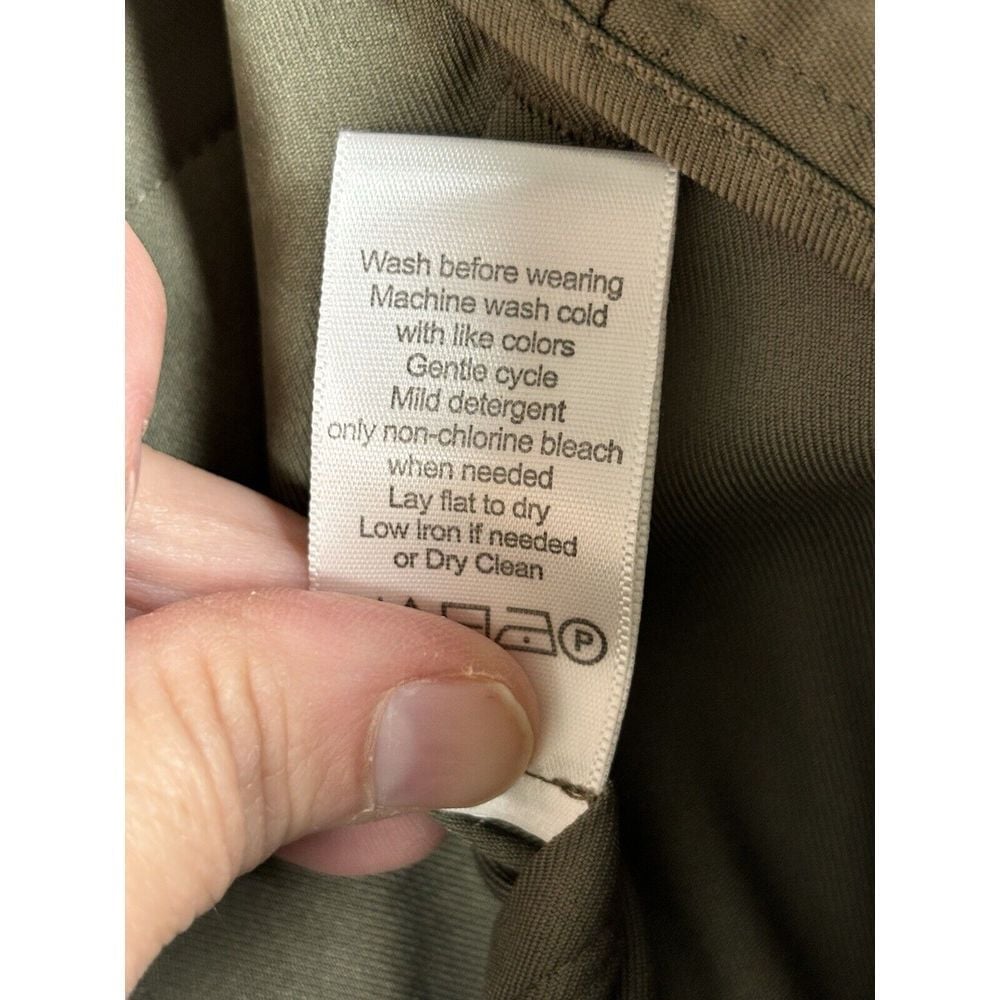 Wash before wearing
Machine wash cold
with like colors
Gentle cycle
Mild detergent
only non-chlorine bleach
when needed
Lay flat to dry
Low Iron if needed
or Dry Clean
P